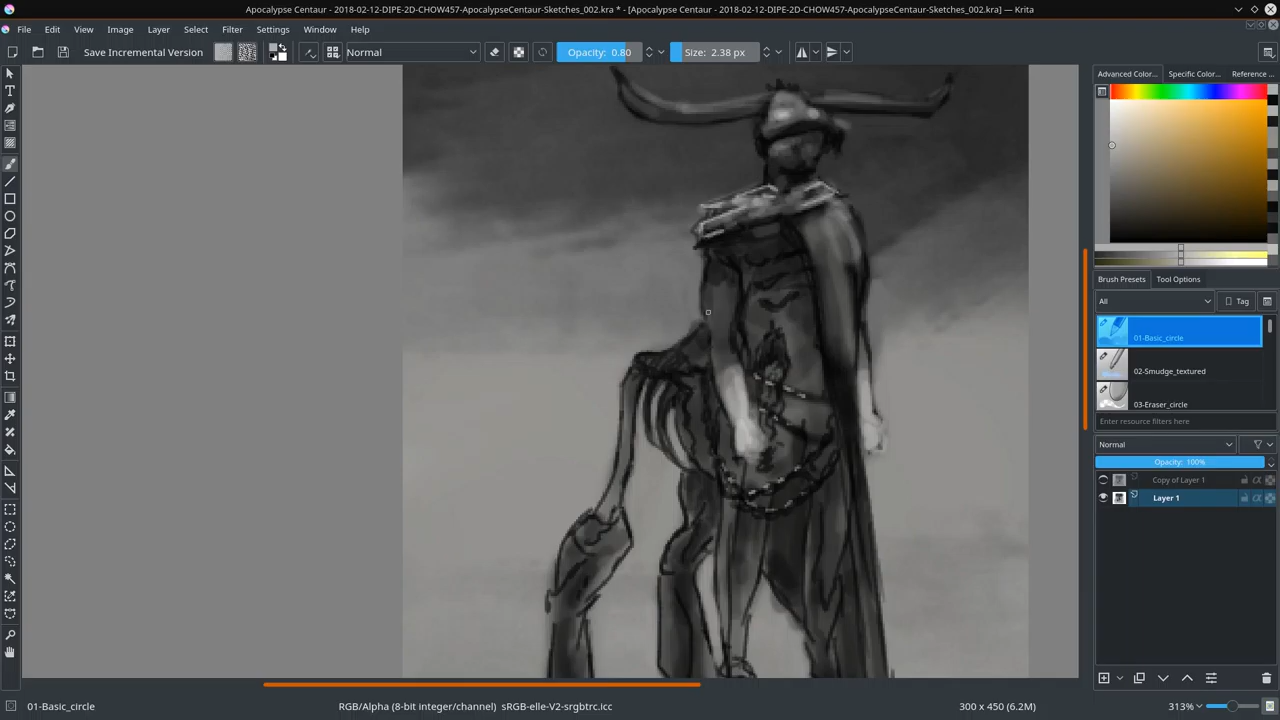 Apocalypse Centaur - 2018-02-12-DIPE-2D-CHOW457-ApocalypseCentaur-Sketches_002.kra * - [Apocalypse Centaur - 2018-02-12-DIPE-2D-CHOW457-ApocalypseCentaur-Sketches_002.kra] — Krita
File Edit View Image Layer Select Filter Settings Window Help
Save Incremental Version Normal Opacity: 0.80 Size: 2.38 px
Advanced Color... Specific Color... Reference ...
Brush Presets Tool Options
All Tag
01-Basic_circle
02-Smudge_textured
03-Eraser_circle
Enter resource filters here
Normal
Opacity: 100%
Copy of Layer 1
Layer 1
01-Basic_circle RGB/Alpha (8-bit integer/channel) sRGB-elle-V2-srgbtrc.icc 300 x 450 (6.2M) 313%